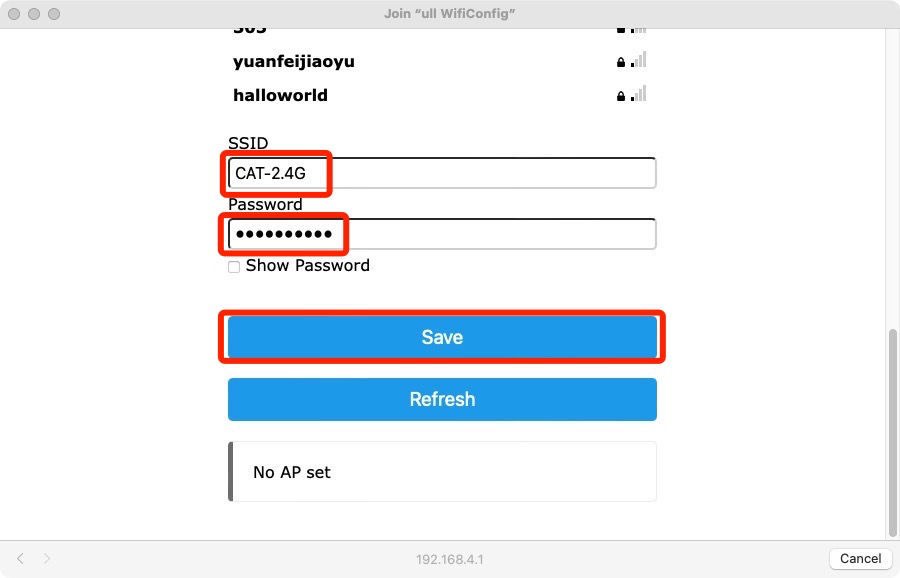 Join “ull WifiConfig”
303
yuanfeijiaoyu
halloworld
SSID
CAT-2.4G
Password
••••••••••
Show Password
Save
Refresh
No AP set
192.168.4.1
Cancel